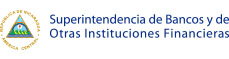 Superintendencia de Bancos y de
Otras Instituciones Financieras